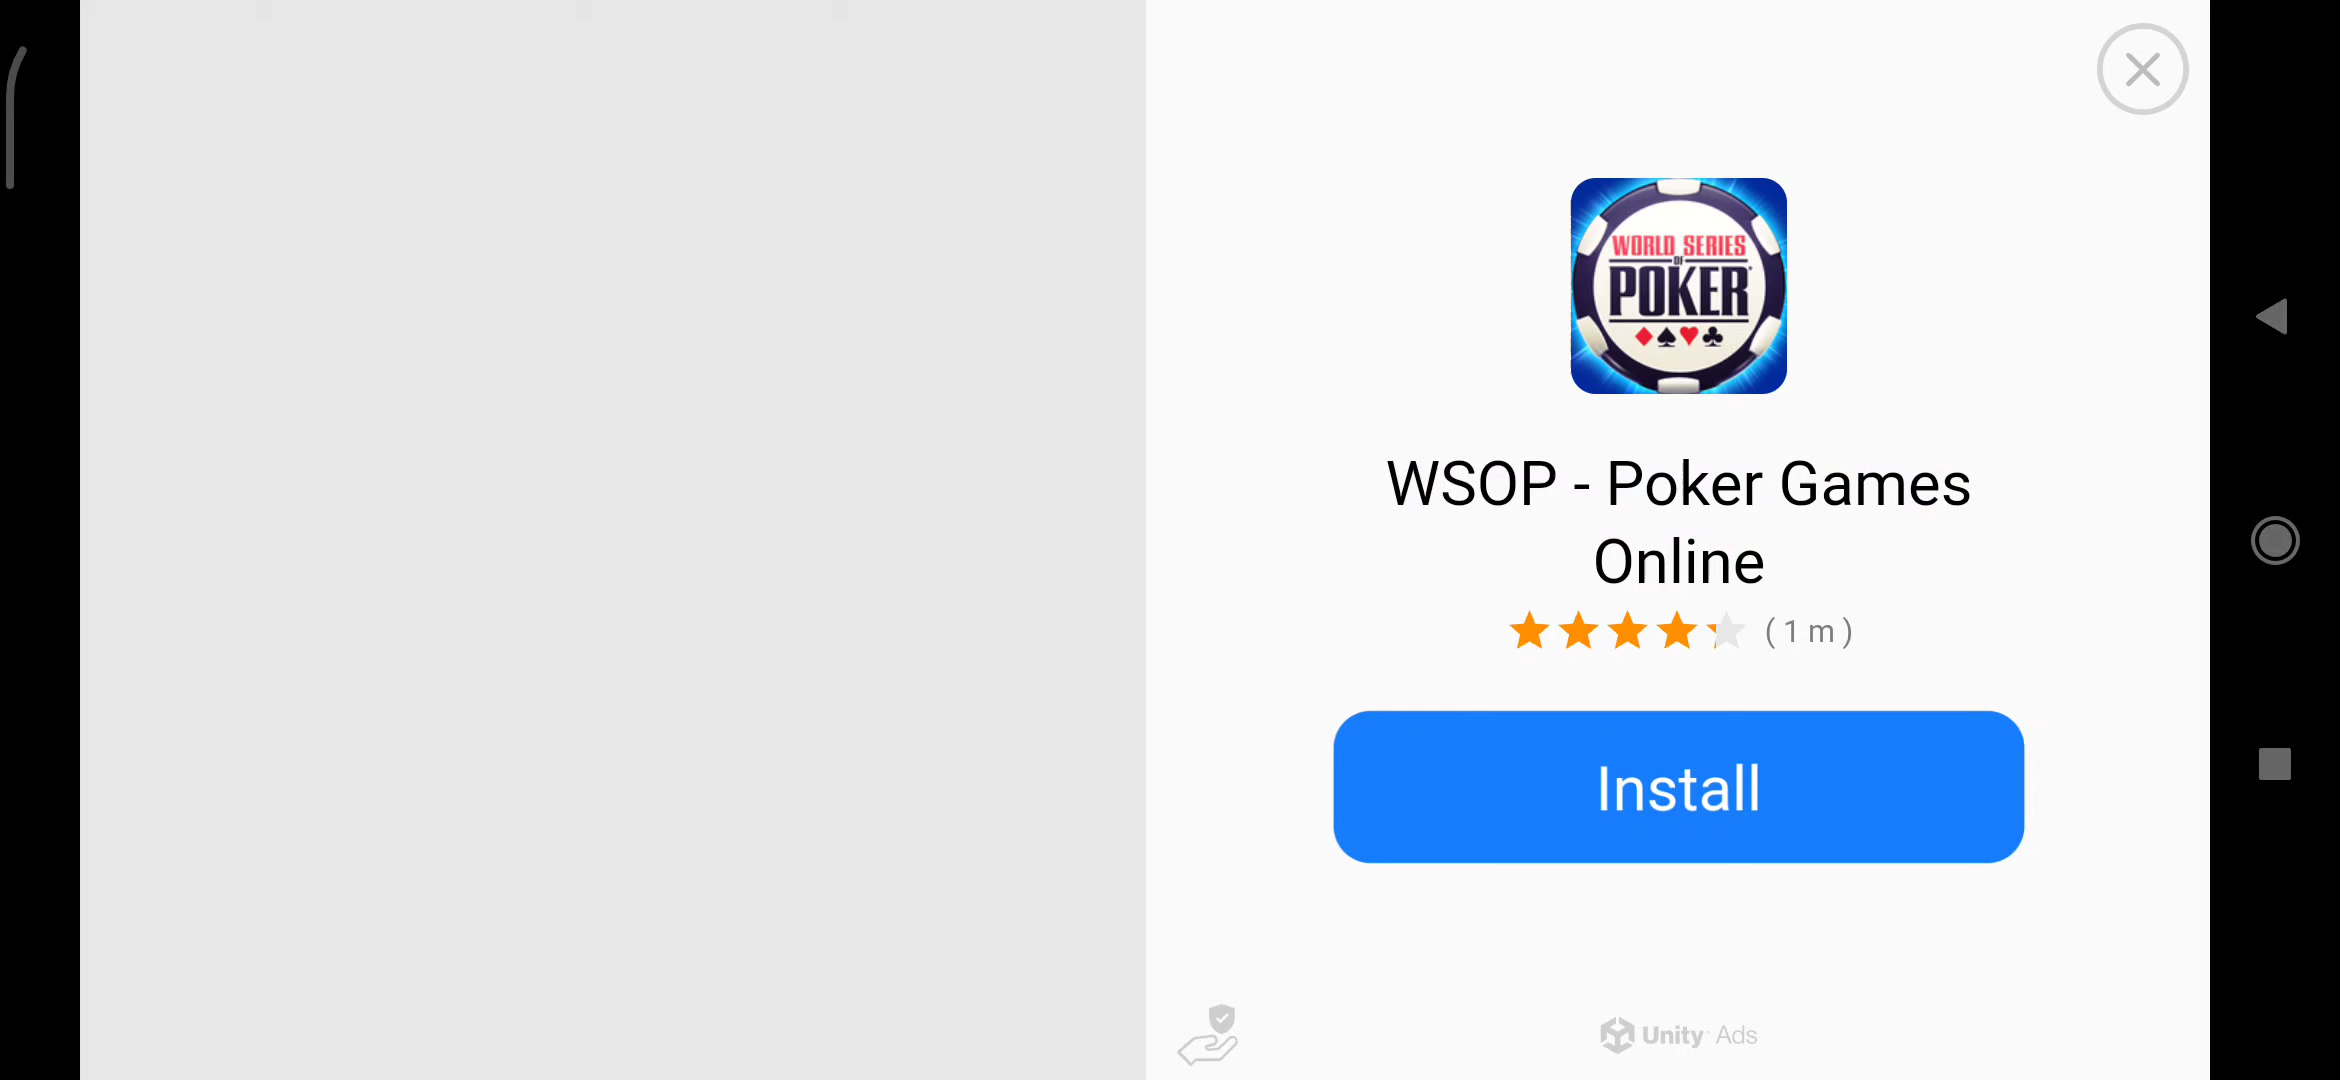 WORLD SERIES
OF
POKER
WSOP - Poker Games
Online
( 1 m )
Install
Unity Ads